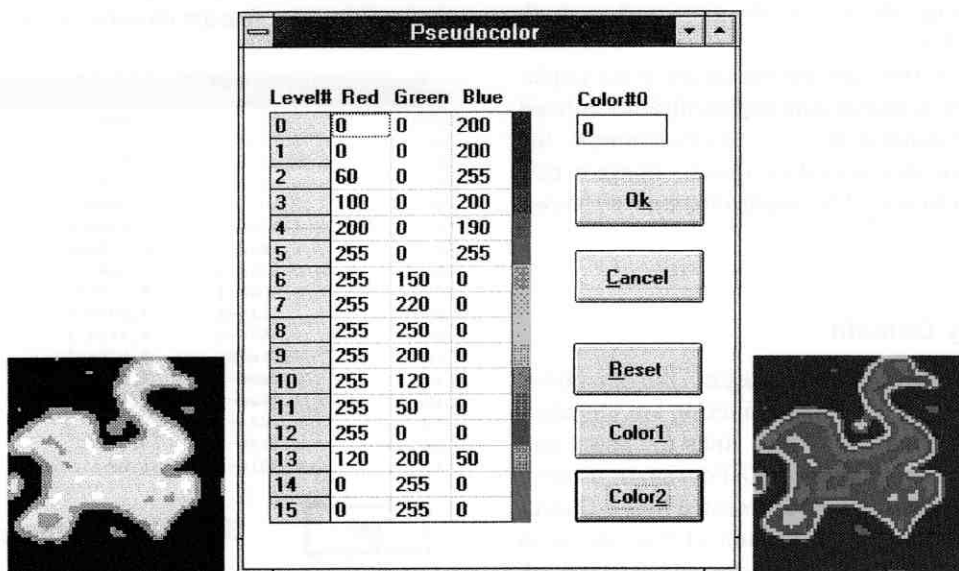 Pseudocolor
Level# Red Green Blue
Color#0
0 0 0 200
0
1 0 0 200
2 60 0 255
3 100 0 200
Ok
4 200 0 190
5 255 0 255
6 255 150 0
Cancel
7 255 220 0
8 255 250 0
9 255 200 0
10 255 120 0
Reset
11 255 50 0
12 255 0 0
Color1
13 120 200 50
14 0 255 0
Color2
15 0 255 0